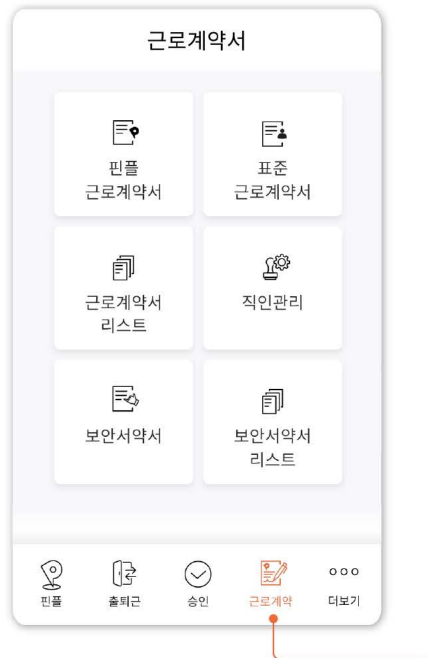 근로계약서
핀플
근로계약서
표준
근로계약서
근로계약서
리스트
직인관리
보안서약서
보안서약서
리스트
핀플
출퇴근
승인
근로계약
더보기